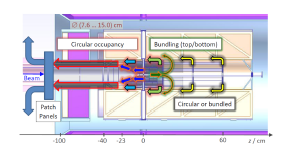 Ø (7.6 ... 15.0) cm
Circular occupancy
Bundling (top/bottom)
Beam
Patch
Panels
Circular or bundled
-100
-40
-23
0
60
z / cm